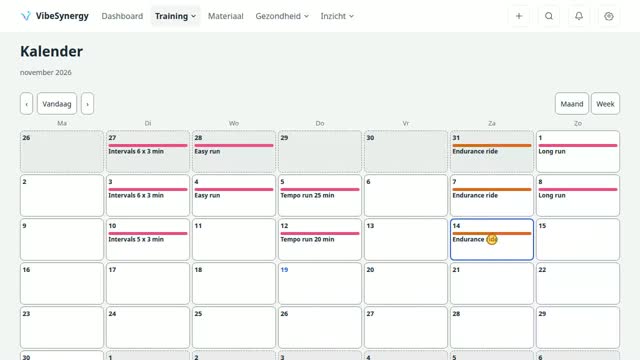 VibeSynergy Dashboard Training Materiaal Gezondheid Inzicht
Kalender
november 2026
‹ Vandaag › Maand Week
Ma Di Wo Do Vr Za Zo
26 27 28 29 30 31 1
Intervals 6 x 3 min Easy run Endurance ride Long run
2 3 4 5 6 7 8
Intervals 6 x 3 min Easy run Tempo run 25 min Endurance ride Long run
9 10 11 12 13 14 15
Intervals 5 x 3 min Tempo run 20 min Endurance
16 17 18 19 20 21 22
23 24 25 26 27 28 29
30 1 2 3 4 5 6